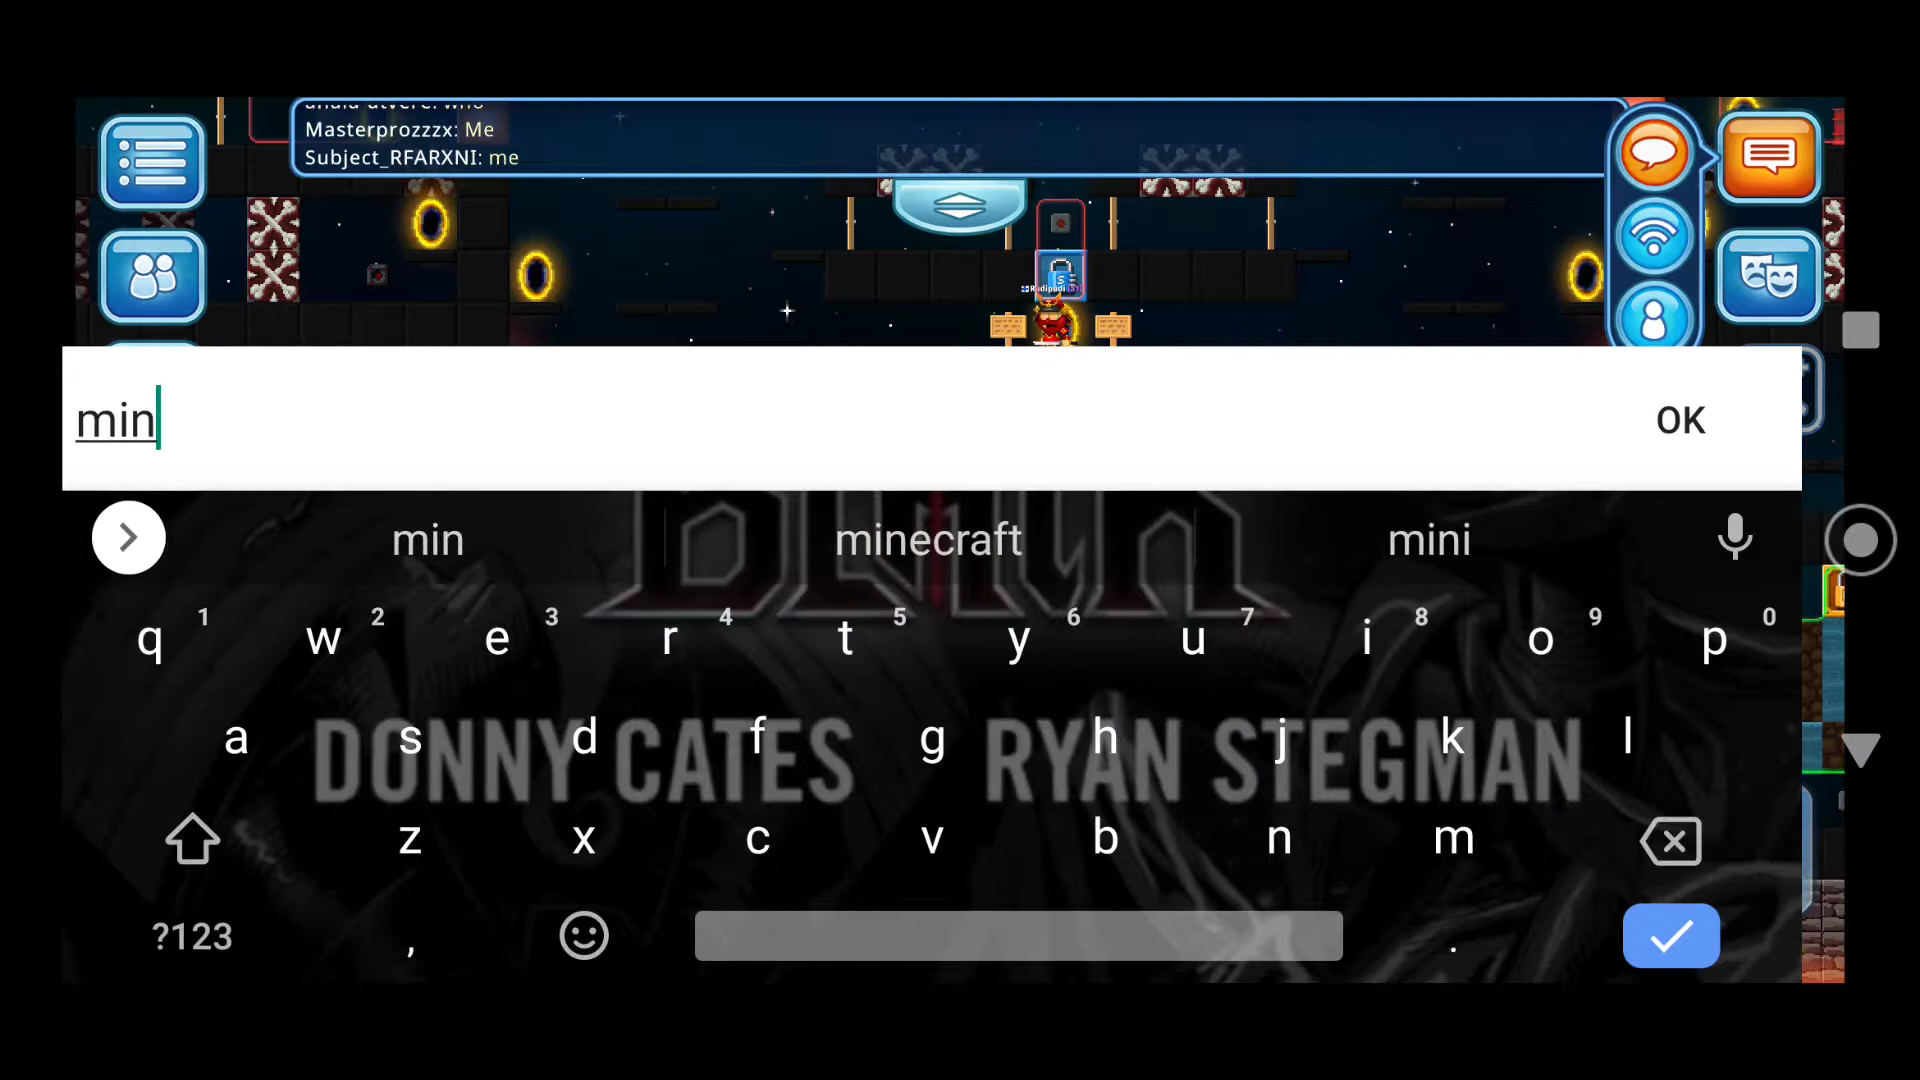 Masterprozzzx: Me
Subject_RFARXNI: me
min
OK
min minecraft mini
q 1 w 2 e 3 r 4 t 5 y 6 u 7 i 8 o 9 p 0
a s d f g h j k l
DONNY CATES RYAN STEGMAN
z x c v b n m
?123 , .